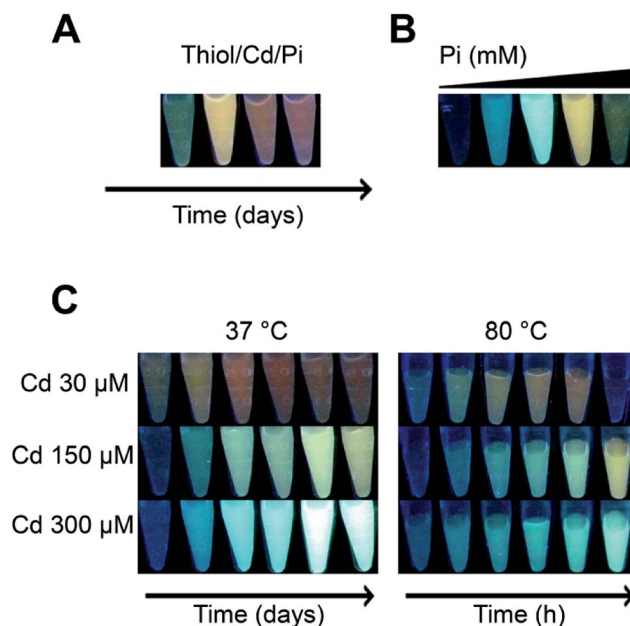 A
Thiol/Cd/Pi
Time (days)
B
Pi (mM)
C
37 °C
80 °C
Cd 30 µM
Cd 150 µM
Cd 300 µM
Time (days)
Time (h)